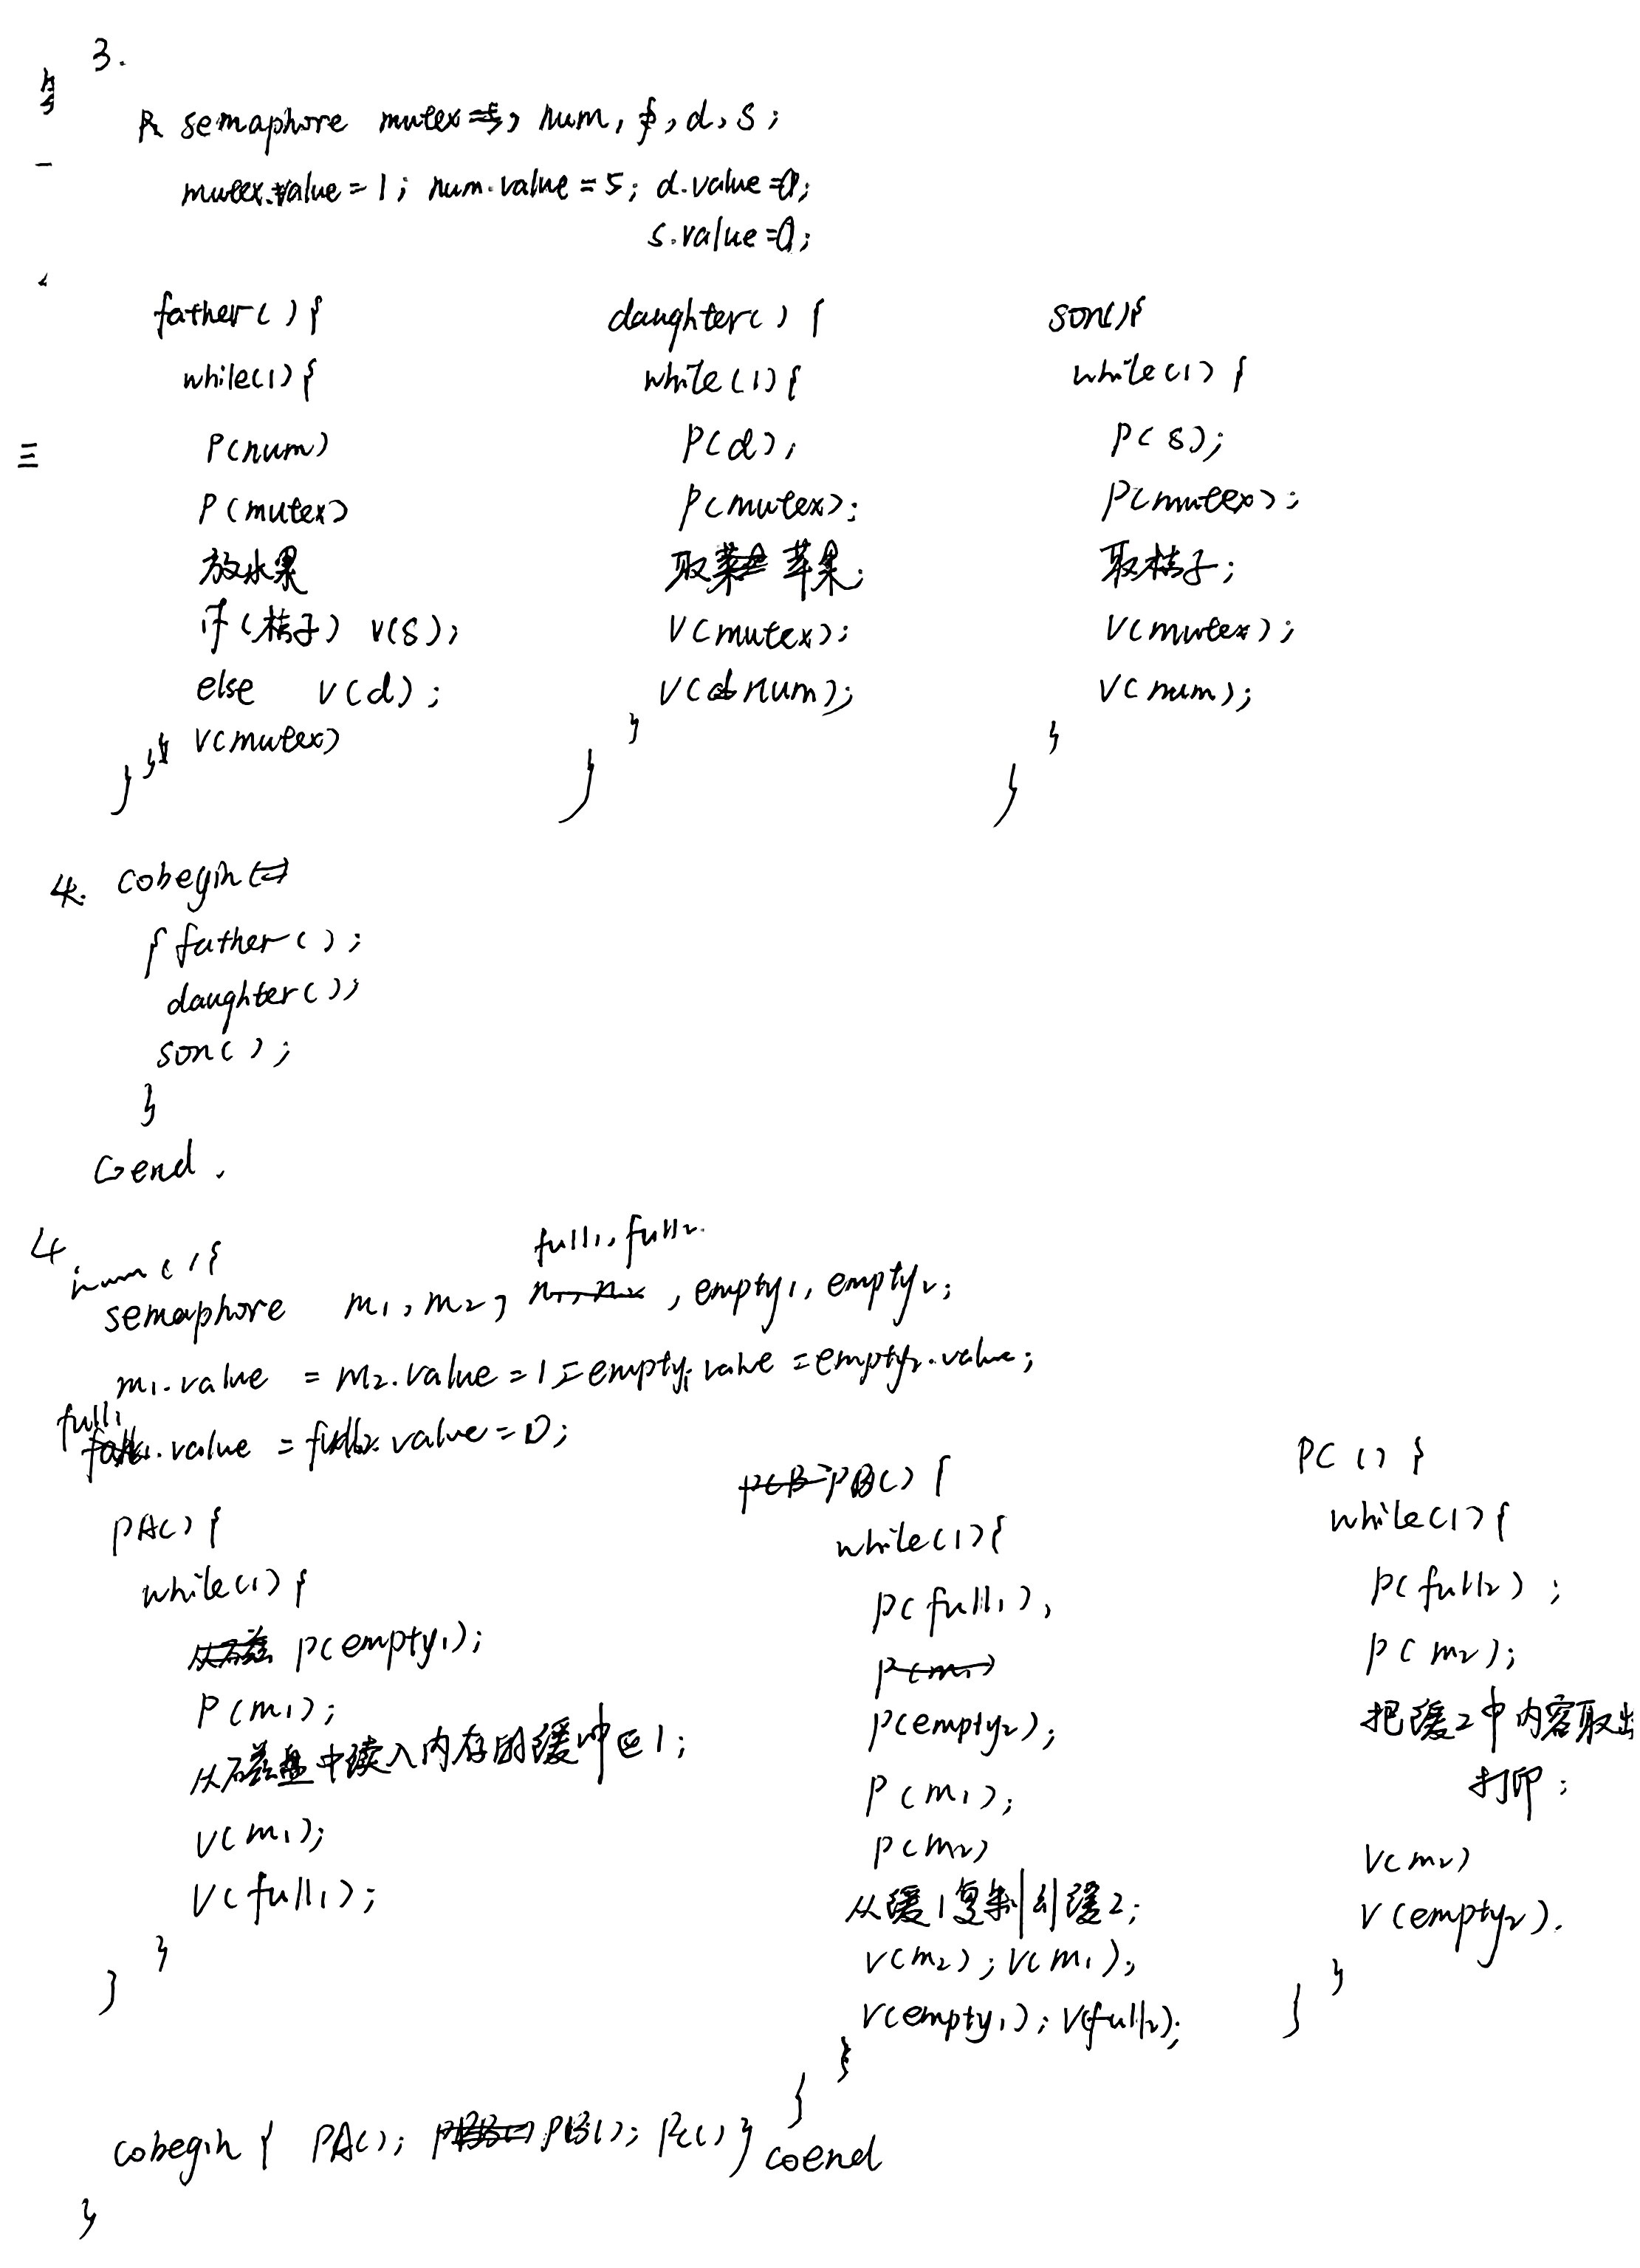 3.
semaphore mutex, num, d, s;
mutex.value = 1; num.value = 5; d.value = 0;
s.value = 0;
father() {
while(1) {
P(num)
P(mutex)
放水果
if (桔子) V(s);
else V(d);
V(mutex)
}
}
daughter() {
while(1) {
P(d);
P(mutex);
取苹果;
V(mutex);
V(num);
}
}
son() {
while(1) {
P(s);
P(mutex);
取桔子;
V(mutex);
V(num);
}
}
4. cobegin
{ father();
daughter();
son();
}
coend.
4
semaphore m1, m2, full1, full2, empty1, empty2;
m1.value = m2.value = 1 = empty1.value = empty2.value;
full1.value = full2.value = 0;
PA() {
while(1) {
P(empty1);
P(m1);
从磁盘中读入内存的缓冲区1;
V(m1);
V(full1);
}
}
PB() {
while(1) {
P(full1);
P(empty2);
P(m1);
P(m2)
从缓1复制到缓2;
V(m2); V(m1);
V(empty1); V(full2);
}
}
PC() {
while(1) {
P(full2);
P(m2);
把缓2中内容取出
打印;
V(m2)
V(empty2).
}
}
cobegin { PA(); PB(); PC() } coend
}